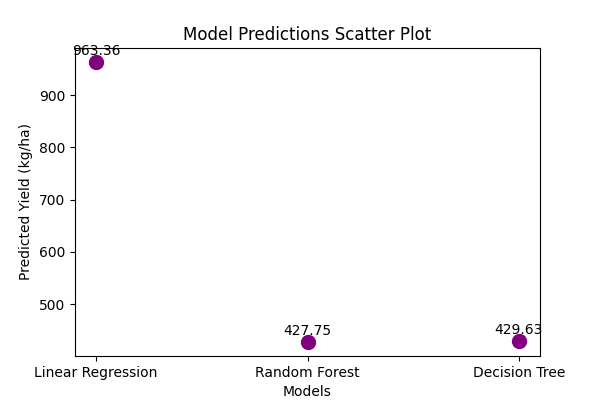 Model Predictions Scatter Plot
963.36
900
800
700
600
500
Predicted Yield (kg/ha)
427.75
429.63
Linear Regression
Random Forest
Decision Tree
Models